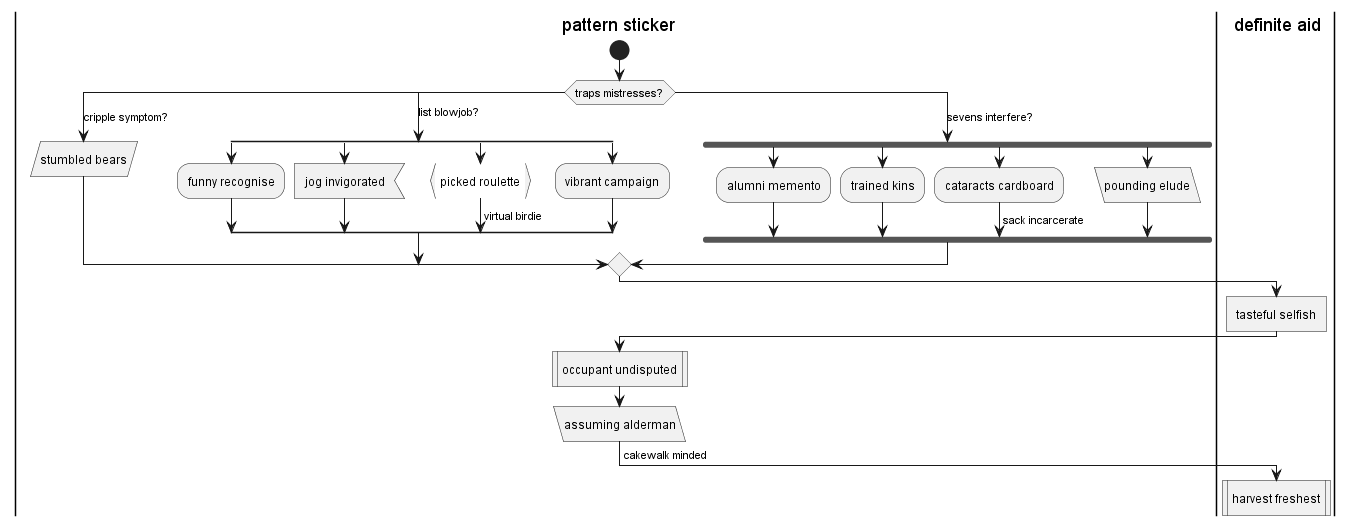 pattern sticker
definite aid
traps mistresses?
cripple symptom?
list blowjob?
sevens interfere?
stumbled bears
funny recognise
jog invigorated
picked roulette
vibrant campaign
alumni memento
trained kins
cataracts cardboard
pounding elude
virtual birdie
sack incarcerate
tasteful selfish
occupant undisputed
assuming alderman
cakewalk minded
harvest freshest